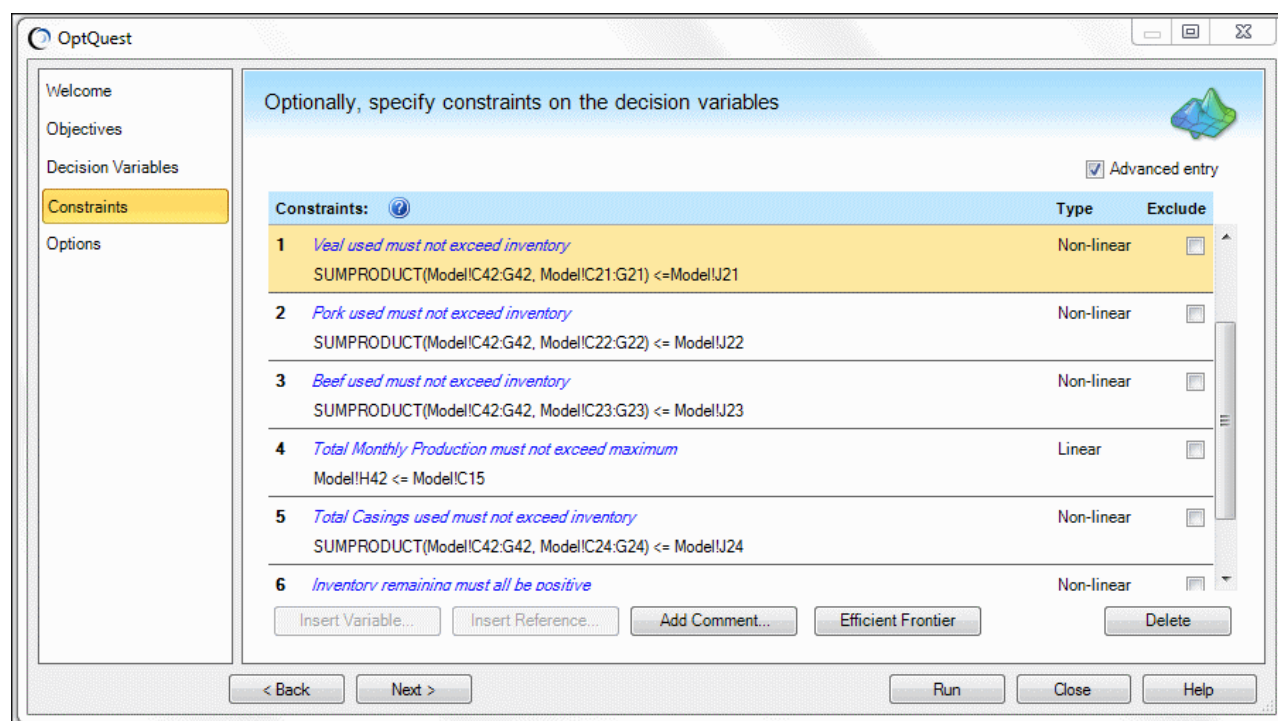 OptQuest
Welcome
Objectives
Decision Variables
Constraints
Options
Optionally, specify constraints on the decision variables
Advanced entry
Constraints: Type Exclude
1 Veal used must not exceed inventory Non-linear
SUMPRODUCT(Model!C42:G42, Model!C21:G21) <=Model!J21
2 Pork used must not exceed inventory Non-linear
SUMPRODUCT(Model!C42:G42, Model!C22:G22) <= Model!J22
3 Beef used must not exceed inventory Non-linear
SUMPRODUCT(Model!C42:G42, Model!C23:G23) <= Model!J23
4 Total Monthly Production must not exceed maximum Linear
Model!H42 <= Model!C15
5 Total Casings used must not exceed inventory Non-linear
SUMPRODUCT(Model!C42:G42, Model!C24:G24) <= Model!J24
6 Inventory remaining must all be positive Non-linear
Insert Variable... Insert Reference... Add Comment... Efficient Frontier Delete
< Back Next > Run Close Help